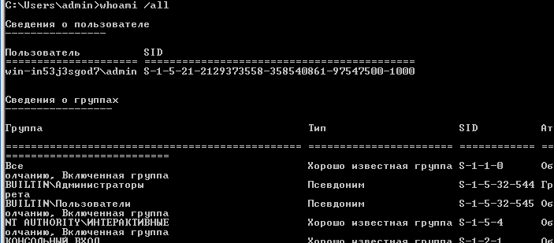 C:\Users\admin>whoami /all
Сведения о пользователе
----------------
Пользователь SID
==================== ============================================
win-in53j3sgod7\admin S-1-5-21-2129373558-358540861-97547500-1000
Сведения о группах
-----------------
Группа Тип SID Ат
================================================ ======================== ============ ==
===========================
Все Хорошо известная группа S-1-1-0 Об
олчанию, Включенная группа
BUILTIN\Администраторы Псевдоним S-1-5-32-544 Гр
рета
BUILTIN\Пользователи Псевдоним S-1-5-32-545 Об
олчанию, Включенная группа
NT AUTHORITY\ИНТЕРАКТИВНЫЕ Хорошо известная группа S-1-5-4 Об
олчанию, Включенная группа
КОНСОЛЬНЫЙ ВХОД Хорошо известная группа S-1-2-1 Об